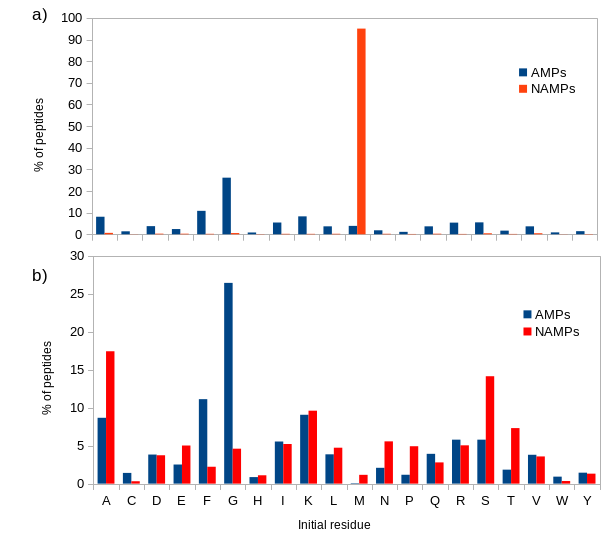 a)
100
90
80
70
60
50
40
30
20
10
0
% of peptides
AMPs
NAMPs
b)
30
25
20
15
10
5
0
% of peptides
AMPs
NAMPs
A C D E F G H I K L M N P Q R S T V W Y
Initial residue